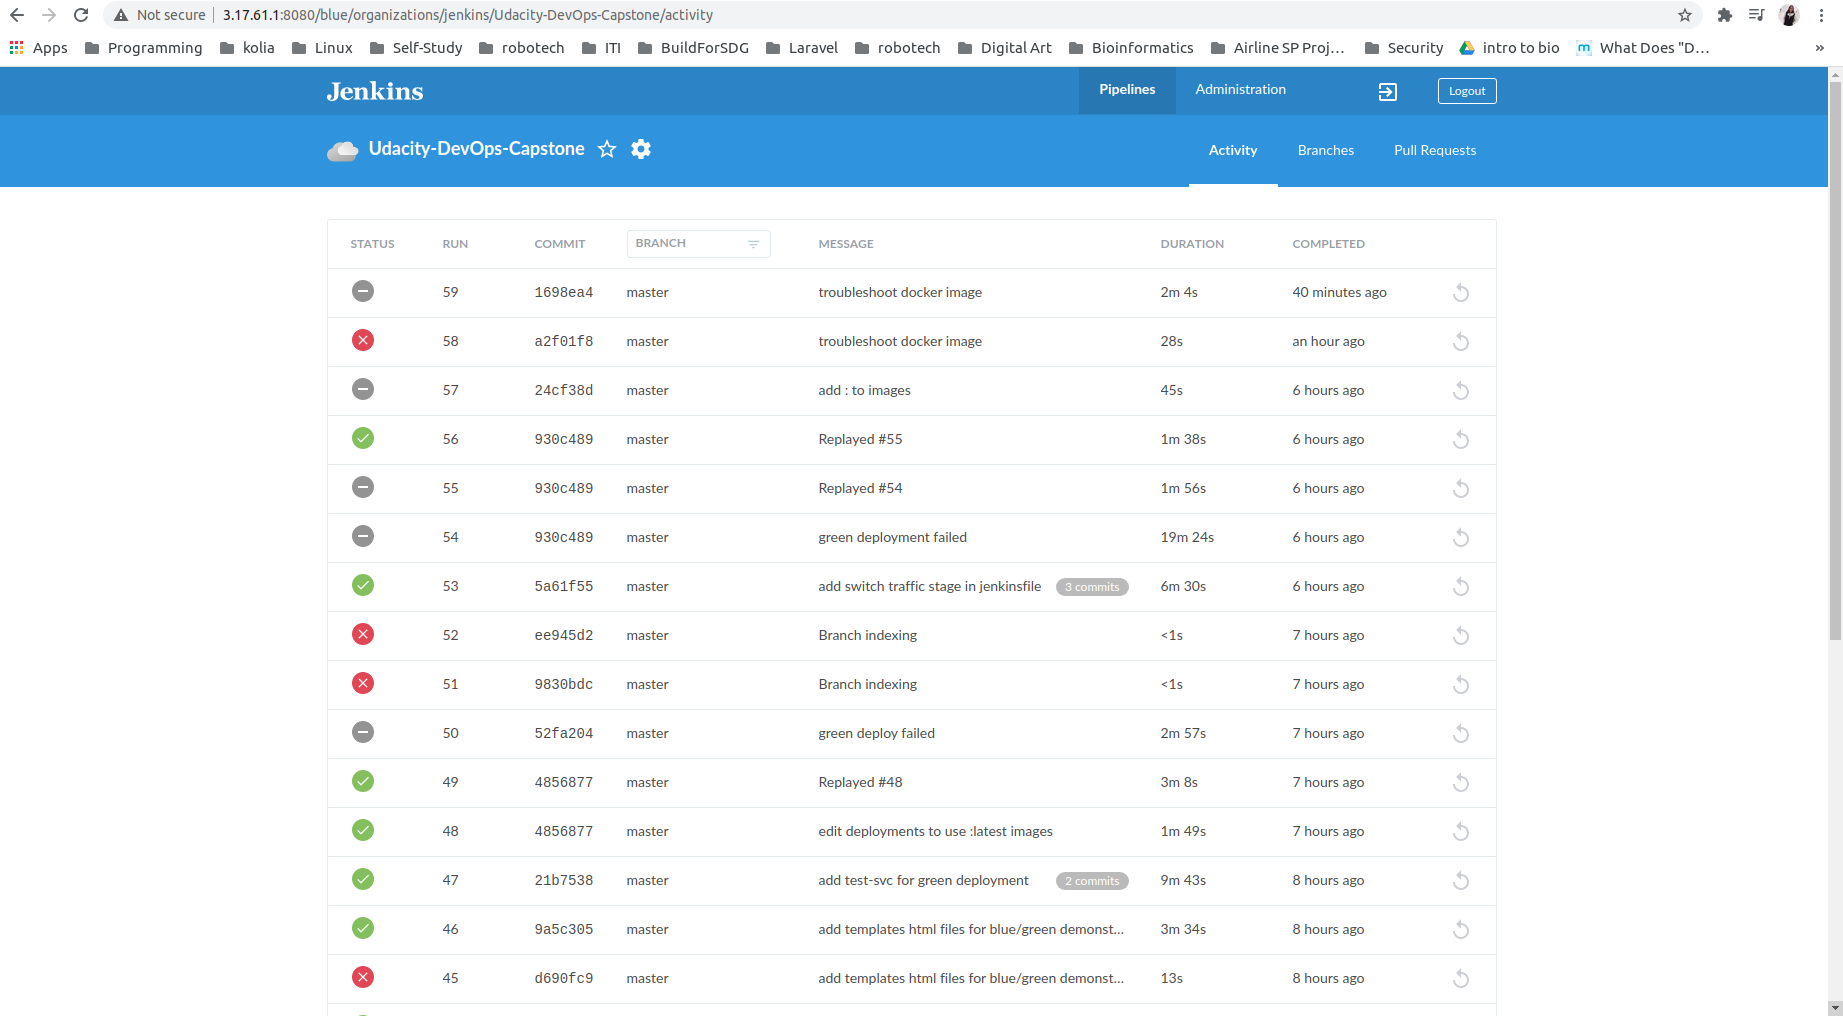 Not secure | 3.17.61.1:8080/blue/organizations/jenkins/Udacity-DevOps-Capstone/activity
Apps Programming kolia Linux Self-Study robotech ITI BuildForSDG Laravel robotech Digital Art Bioinformatics Airline SP Proj… Security intro to bio What Does "D… »
Jenkins Pipelines Administration Logout
Udacity-DevOps-Capstone Activity Branches Pull Requests
STATUS RUN COMMIT BRANCH MESSAGE DURATION COMPLETED
59 1698ea4 master troubleshoot docker image 2m 4s 40 minutes ago
58 a2f01f8 master troubleshoot docker image 28s an hour ago
57 24cf38d master add : to images 45s 6 hours ago
56 930c489 master Replayed #55 1m 38s 6 hours ago
55 930c489 master Replayed #54 1m 56s 6 hours ago
54 930c489 master green deployment failed 19m 24s 6 hours ago
53 5a61f55 master add switch traffic stage in jenkinsfile 3 commits 6m 30s 6 hours ago
52 ee945d2 master Branch indexing <1s 7 hours ago
51 9830bdc master Branch indexing <1s 7 hours ago
50 52fa204 master green deploy failed 2m 57s 7 hours ago
49 4856877 master Replayed #48 3m 8s 7 hours ago
48 4856877 master edit deployments to use :latest images 1m 49s 7 hours ago
47 21b7538 master add test-svc for green deployment 2 commits 9m 43s 8 hours ago
46 9a5c305 master add templates html files for blue/green demonst… 3m 34s 8 hours ago
45 d690fc9 master add templates html files for blue/green demonst… 13s 8 hours ago